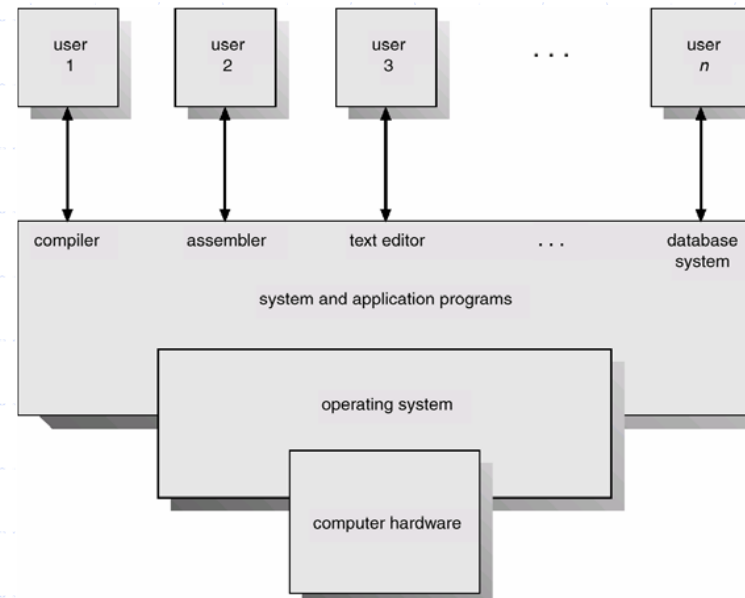 user
1
user
2
user
3
. . .
user
n
compiler
assembler
text editor
. . .
database
system
system and application programs
operating system
computer hardware